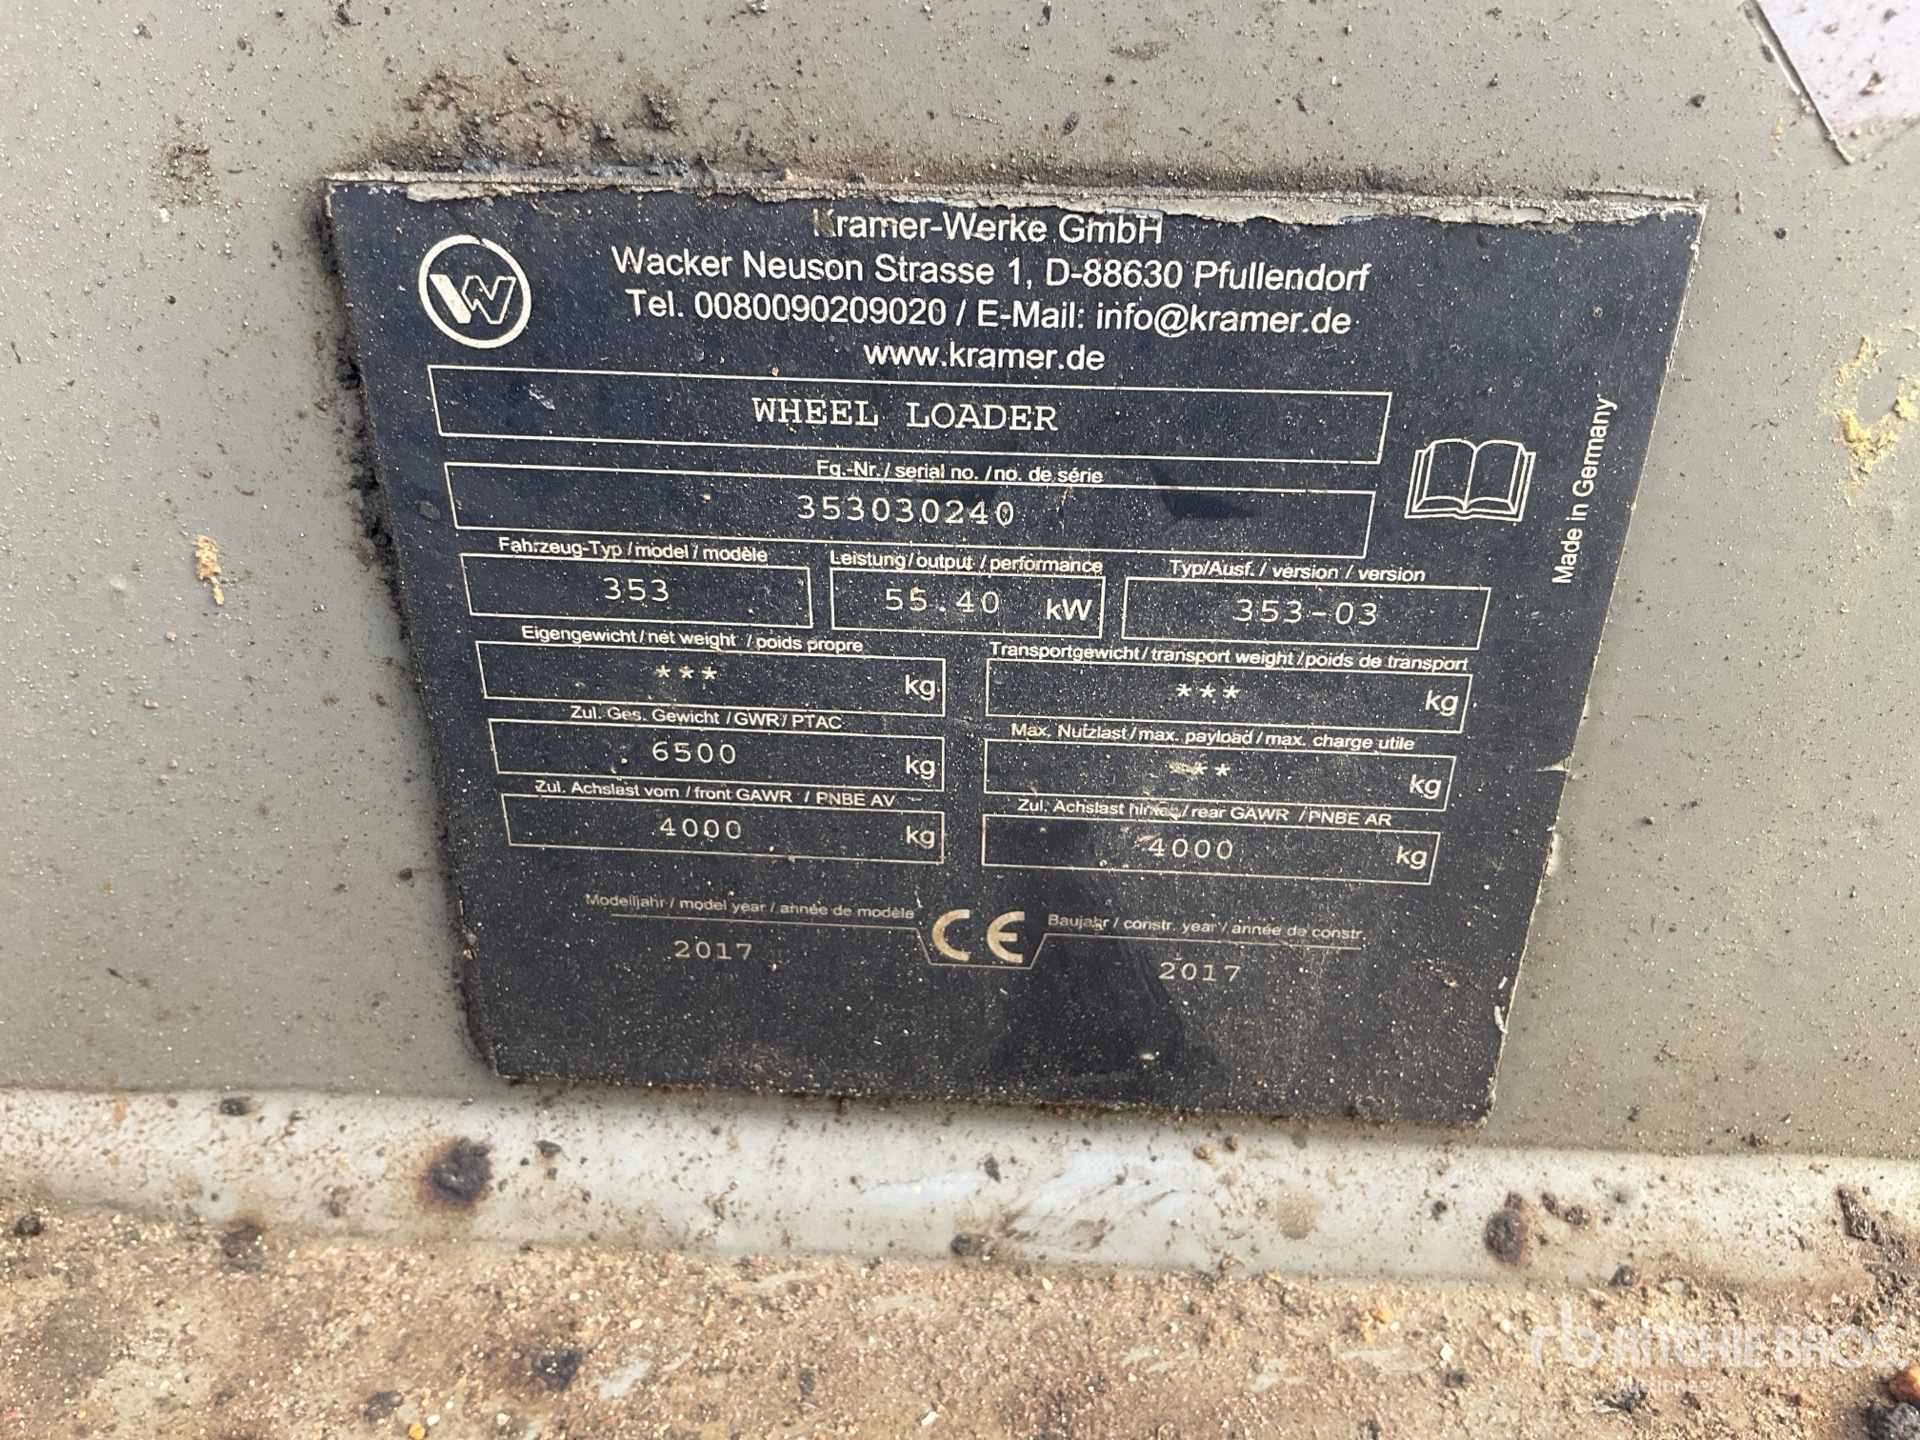 Kramer-Werke GmbH
Wacker Neuson Strasse 1, D-88630 Pfullendorf
Tel. 0080090209020 / E-Mail: info@kramer.de
www.kramer.de
WHEEL LOADER
Fg.-Nr. / serial no. / no. de série
353030240
Made in Germany
Fahrzeug-Typ / model / modèle
353
Leistung / output / performance
55.40 kW
Typ/Ausf. / version / version
353-03
Eigengewicht / net weight / poids propre
*** kg
Transportgewicht / transport weight / poids de transport
*** kg
Zul. Ges. Gewicht / GWR / PTAC
6500 kg
Max. Nutzlast / max. payload / max. charge utile
*** kg
Zul. Achslast vorn / front GAWR / PNBE AV
4000 kg
Zul. Achslast hinten / rear GAWR / PNBE AR
4000 kg
Modelljahr / model year / année de modèle
2017
CE
Baujahr / constr. year / année de constr.
2017
rb RITCHIE BROS.
Auctioneers